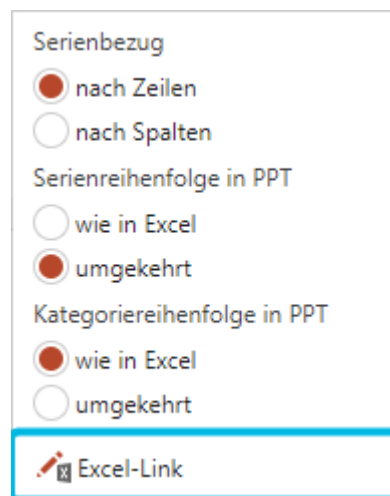 Serienbezug
nach Zeilen
nach Spalten
Serienreihenfolge in PPT
wie in Excel
umgekehrt
Kategoriereihenfolge in PPT
wie in Excel
umgekehrt
Excel-Link